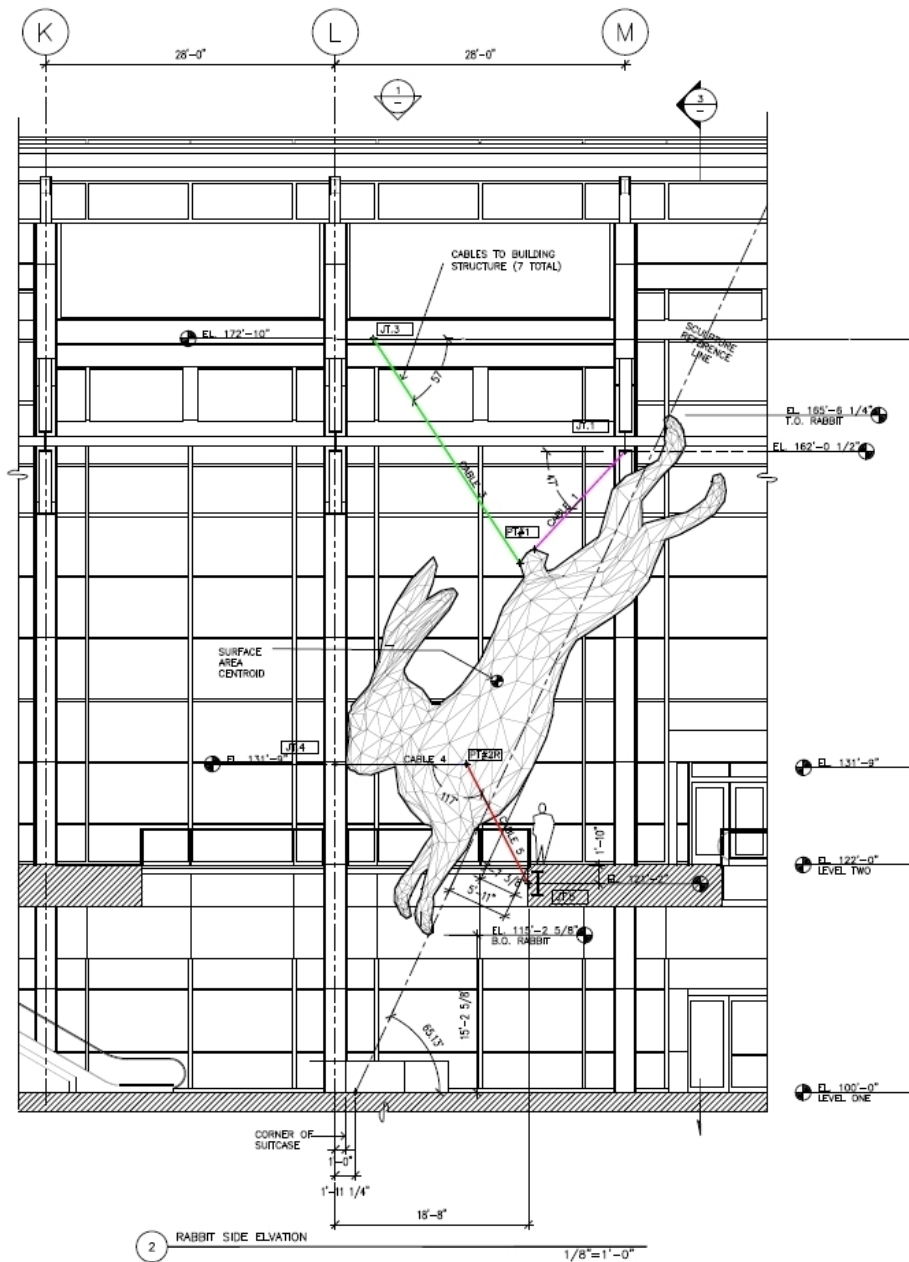 K
L
M
28'-0"
28'-0"
1
3
CABLES TO BUILDING
STRUCTURE (7 TOTAL)
EL. 172'-10"
JT.3
57°
SCULPTURE
REFERENCE
LINE
EL. 165'-6 1/4"
T.O. RABBIT
JT.1
EL. 162'-0 1/2"
47°
CABLE 3
CABLE 1
PT#1
SURFACE
AREA
CENTROID
JT.4
EL. 131'-9"
CABLE 4
PT#2R
EL. 131'-9"
117°
CABLE 5
1'-10"
EL. 122'-0"
LEVEL TWO
5'-11"
EL. 121'-2"
EL. 115'-2 5/8"
B.O. RABBIT
15'-2 5/8"
65.13°
EL. 100'-0"
LEVEL ONE
CORNER OF
SUITCASE
1'-0"
1'-11 1/4"
18'-8"
2
RABBIT SIDE ELVATION
1/8"=1'-0"